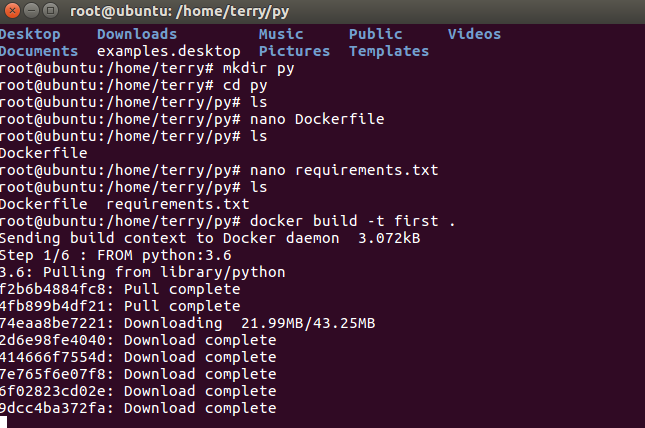 root@ubuntu: /home/terry/py
Desktop    Downloads         Music     Public     Videos
Documents  examples.desktop  Pictures  Templates
root@ubuntu:/home/terry# mkdir py
root@ubuntu:/home/terry# cd py
root@ubuntu:/home/terry/py# ls
root@ubuntu:/home/terry/py# nano Dockerfile
root@ubuntu:/home/terry/py# ls
Dockerfile
root@ubuntu:/home/terry/py# nano requirements.txt
root@ubuntu:/home/terry/py# ls
Dockerfile  requirements.txt
root@ubuntu:/home/terry/py# docker build -t first .
Sending build context to Docker daemon  3.072kB
Step 1/6 : FROM python:3.6
3.6: Pulling from library/python
f2b6b4884fc8: Pull complete
4fb899b4df21: Pull complete
74eaa8be7221: Downloading  21.99MB/43.25MB
2d6e98fe4040: Download complete
414666f7554d: Download complete
7e765f6e07f8: Download complete
6f02823cd02e: Download complete
9dcc4ba372fa: Download complete